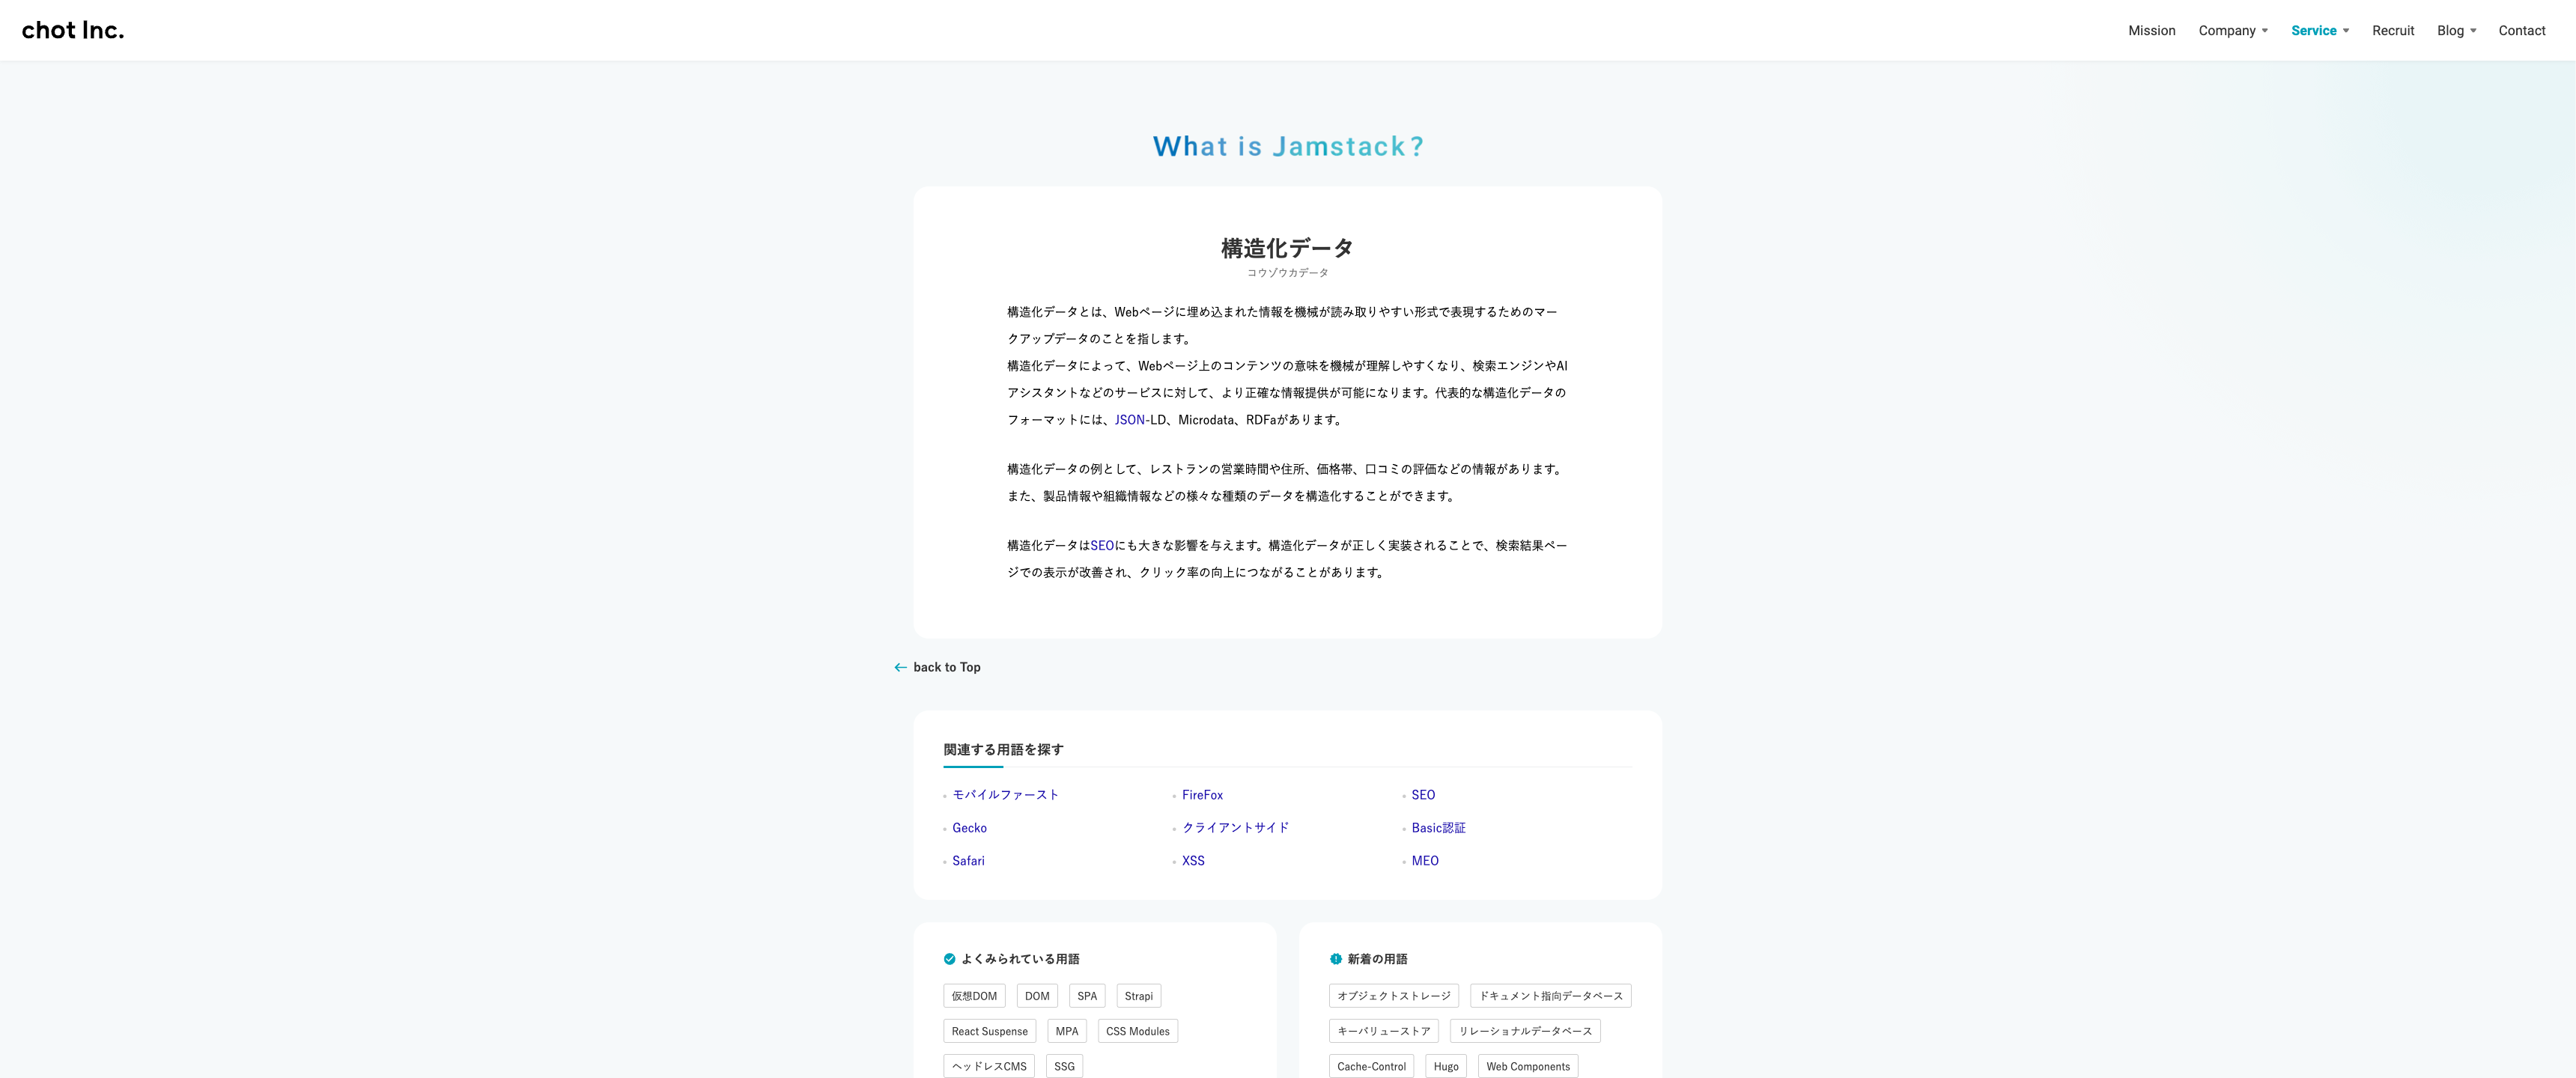 chot Inc.
Mission Company Service Recruit Blog Contact
What is Jamstack?
構造化データ
コウゾウカデータ
構造化データとは、Webページに埋め込まれた情報を機械が読み取りやすい形式で表現するためのマー
クアップデータのことを指します。
構造化データによって、Webページ上のコンテンツの意味を機械が理解しやすくなり、検索エンジンやAI
アシスタントなどのサービスに対して、より正確な情報提供が可能になります。代表的な構造化データの
フォーマットには、JSON-LD、Microdata、RDFaがあります。
構造化データの例として、レストランの営業時間や住所、価格帯、口コミの評価などの情報があります。
また、製品情報や組織情報などの様々な種類のデータを構造化することができます。
構造化データはSEOにも大きな影響を与えます。構造化データが正しく実装されることで、検索結果ペー
ジでの表示が改善され、クリック率の向上につながることがあります。
back to Top
関連する用語を探す
モバイルファースト FireFox SEO
Gecko クライアントサイド Basic認証
Safari XSS MEO
よくみられている用語
仮想DOM DOM SPA Strapi
React Suspense MPA CSS Modules
ヘッドレスCMS SSG
新着の用語
オブジェクトストレージ ドキュメント指向データベース
キーバリューストア リレーショナルデータベース
Cache-Control Hugo Web Components